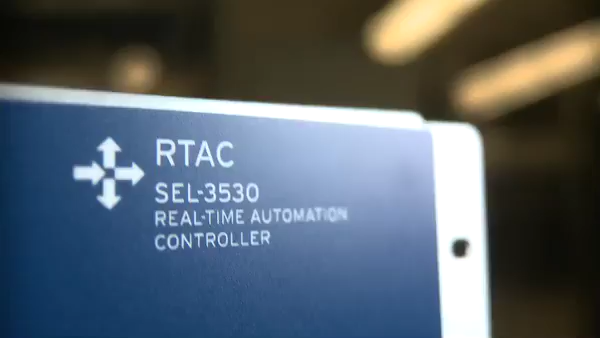 RTAC
SEL-3530
REAL-TIME AUTOMATION
CONTROLLER